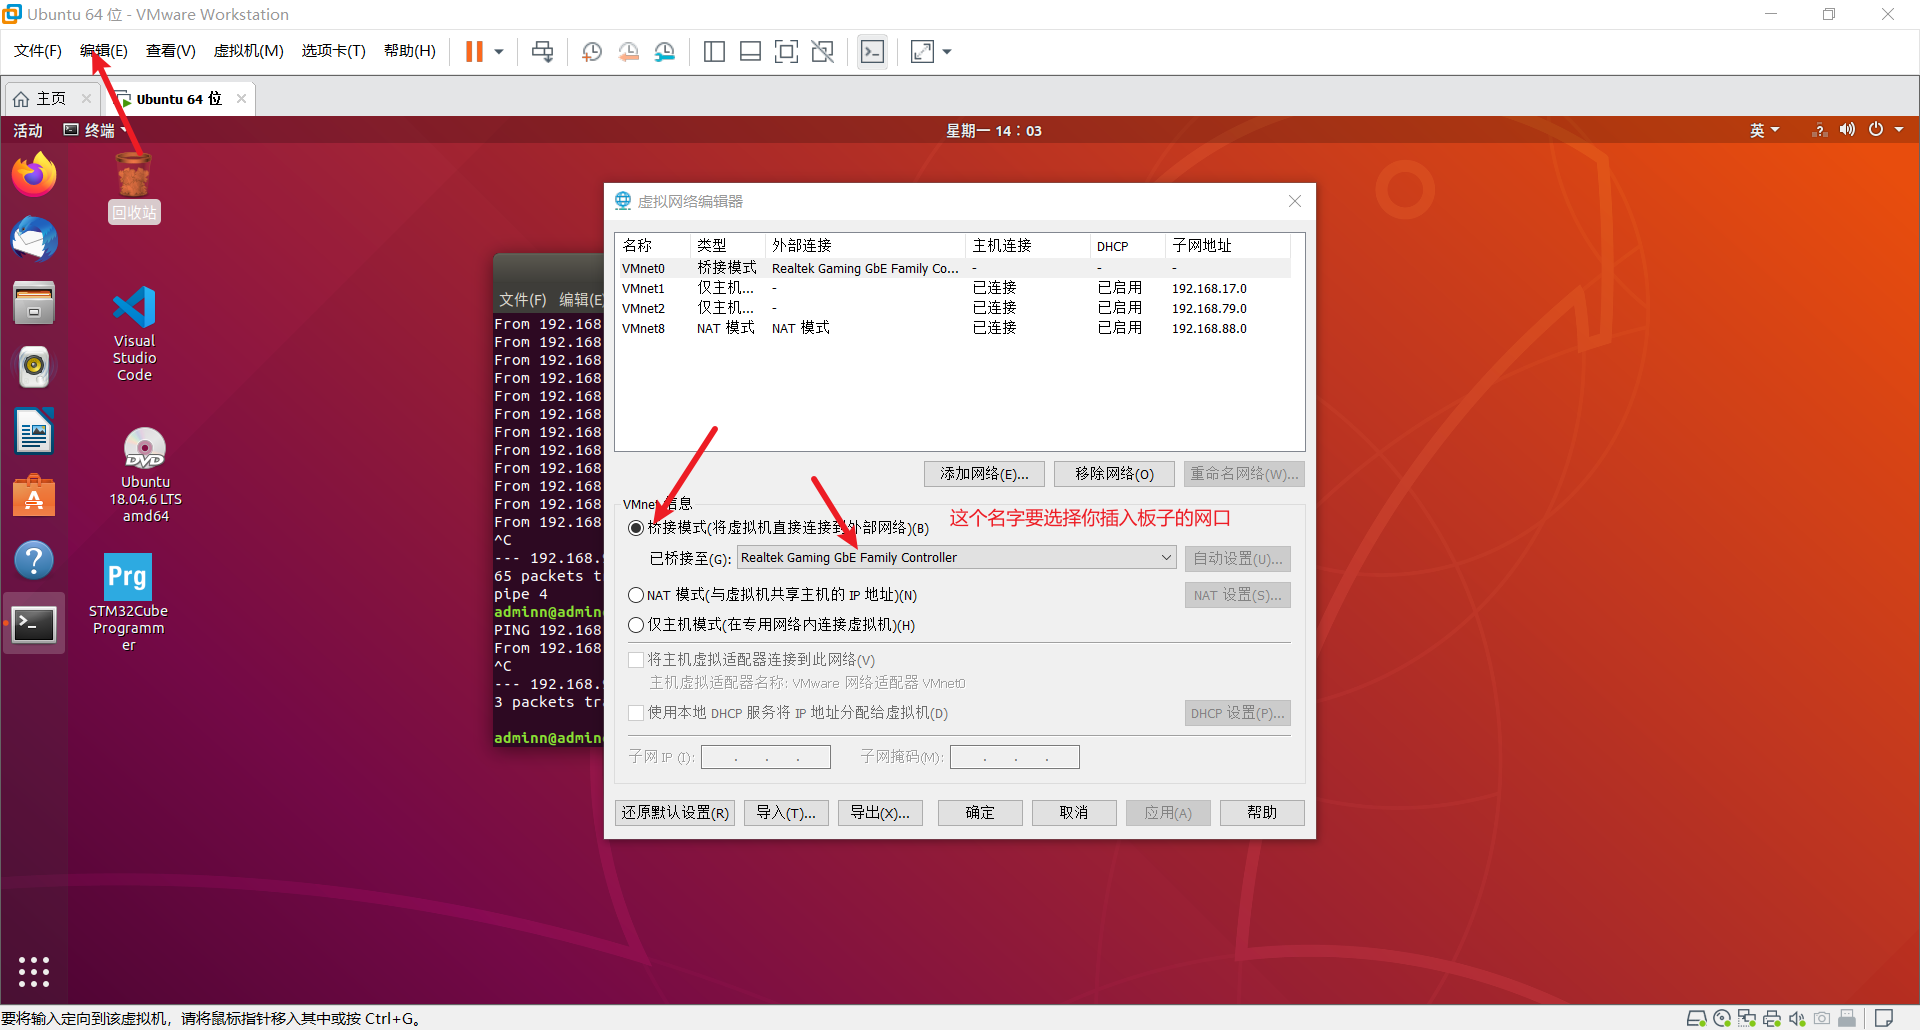 Ubuntu 64 位 - VMware Workstation
文件(F) 编辑(E) 查看(V) 虚拟机(M) 选项卡(T) 帮助(H)
主页 Ubuntu 64 位
活动 终端 星期一 14：03 英
回收站
Visual
Studio
Code
Ubuntu
18.04.6 LTS
amd64
Prg
STM32Cube
Programm
er
文件(F) 编辑(E)
From 192.168
From 192.168
From 192.168
From 192.168
From 192.168
From 192.168
From 192.168
From 192.168
From 192.168
From 192.168
From 192.168
From 192.168
^C
--- 192.168.
65 packets
pipe 4
adminn@admin
PING 192.168
From 192.168
^C
--- 192.168.
3 packets
adminn@admin
虚拟网络编辑器
名称 类型 外部连接 主机连接 DHCP 子网地址
VMnet0 桥接模式 Realtek Gaming GbE Family Co... - - -
VMnet1 仅主机... - 已连接 已启用 192.168.17.0
VMnet2 仅主机... - 已连接 已启用 192.168.79.0
VMnet8 NAT 模式 NAT 模式 已连接 已启用 192.168.88.0
添加网络(E)... 移除网络(O) 重命名网络(W)...
VMnet 信息
这个名字要选择你插入板子的网口
桥接模式(将虚拟机直接连接到外部网络)(B)
已桥接至(G): Realtek Gaming GbE Family Controller 自动设置(U)...
NAT 模式(与虚拟机共享主机的 IP 地址)(N) NAT 设置(S)...
仅主机模式(在专用网络内连接虚拟机)(H)
将主机虚拟适配器连接到此网络(V)
主机虚拟适配器名称: VMware 网络适配器 VMnet0
使用本地 DHCP 服务将 IP 地址分配给虚拟机(D) DHCP 设置(P)...
子网 IP (I): . . . 子网掩码(M): . . .
还原默认设置(R) 导入(T)... 导出(X)... 确定 取消 应用(A) 帮助
要将输入定向到该虚拟机，请将鼠标指针移入其中或按 Ctrl+G。